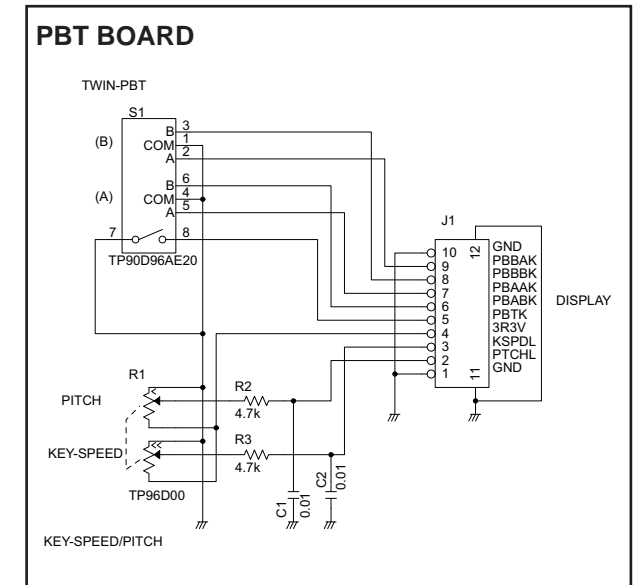 PBT BOARD
TWIN-PBT
S1
(B)
B 3
COM 1
A 2
(A)
B 6
COM 4
A 5
7 8
TP90D96AE20
J1
12
10 GND
9 PBBAK
8 PBBBK
7 PBAAK
6 PBABK
5 PBTK
4 3R3V
3 KSPDL
2 PTCHL
1 GND
11
DISPLAY
R1
PITCH
R2
4.7k
KEY-SPEED
R3
4.7k
TP96D00
C1
0.01
C2
0.01
KEY-SPEED/PITCH